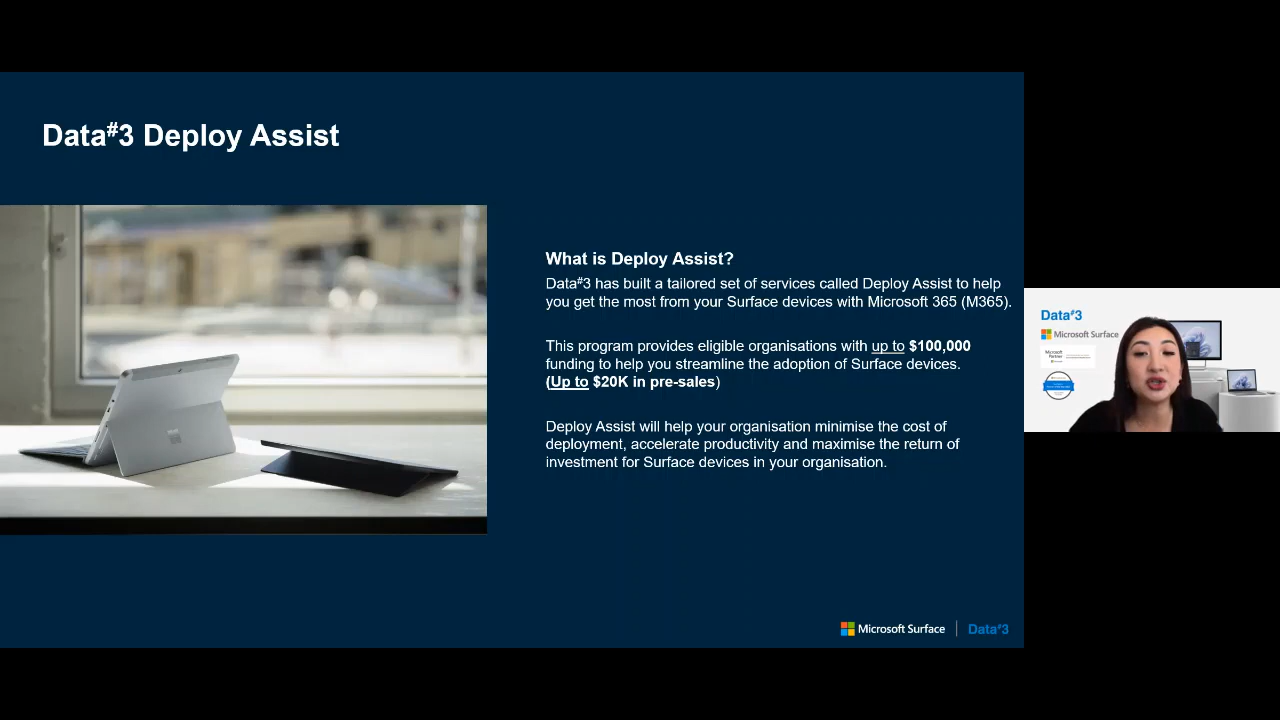 Data#3 Deploy Assist
What is Deploy Assist?
Data#3 has built a tailored set of services called Deploy Assist to help
you get the most from your Surface devices with Microsoft 365 (M365).
This program provides eligible organisations with up to $100,000
funding to help you streamline the adoption of Surface devices.
(Up to $20K in pre-sales)
Deploy Assist will help your organisation minimise the cost of
deployment, accelerate productivity and maximise the return of
investment for Surface devices in your organisation.
Microsoft Surface
Data#3
Data#3
Microsoft Surface
Microsoft
Partner